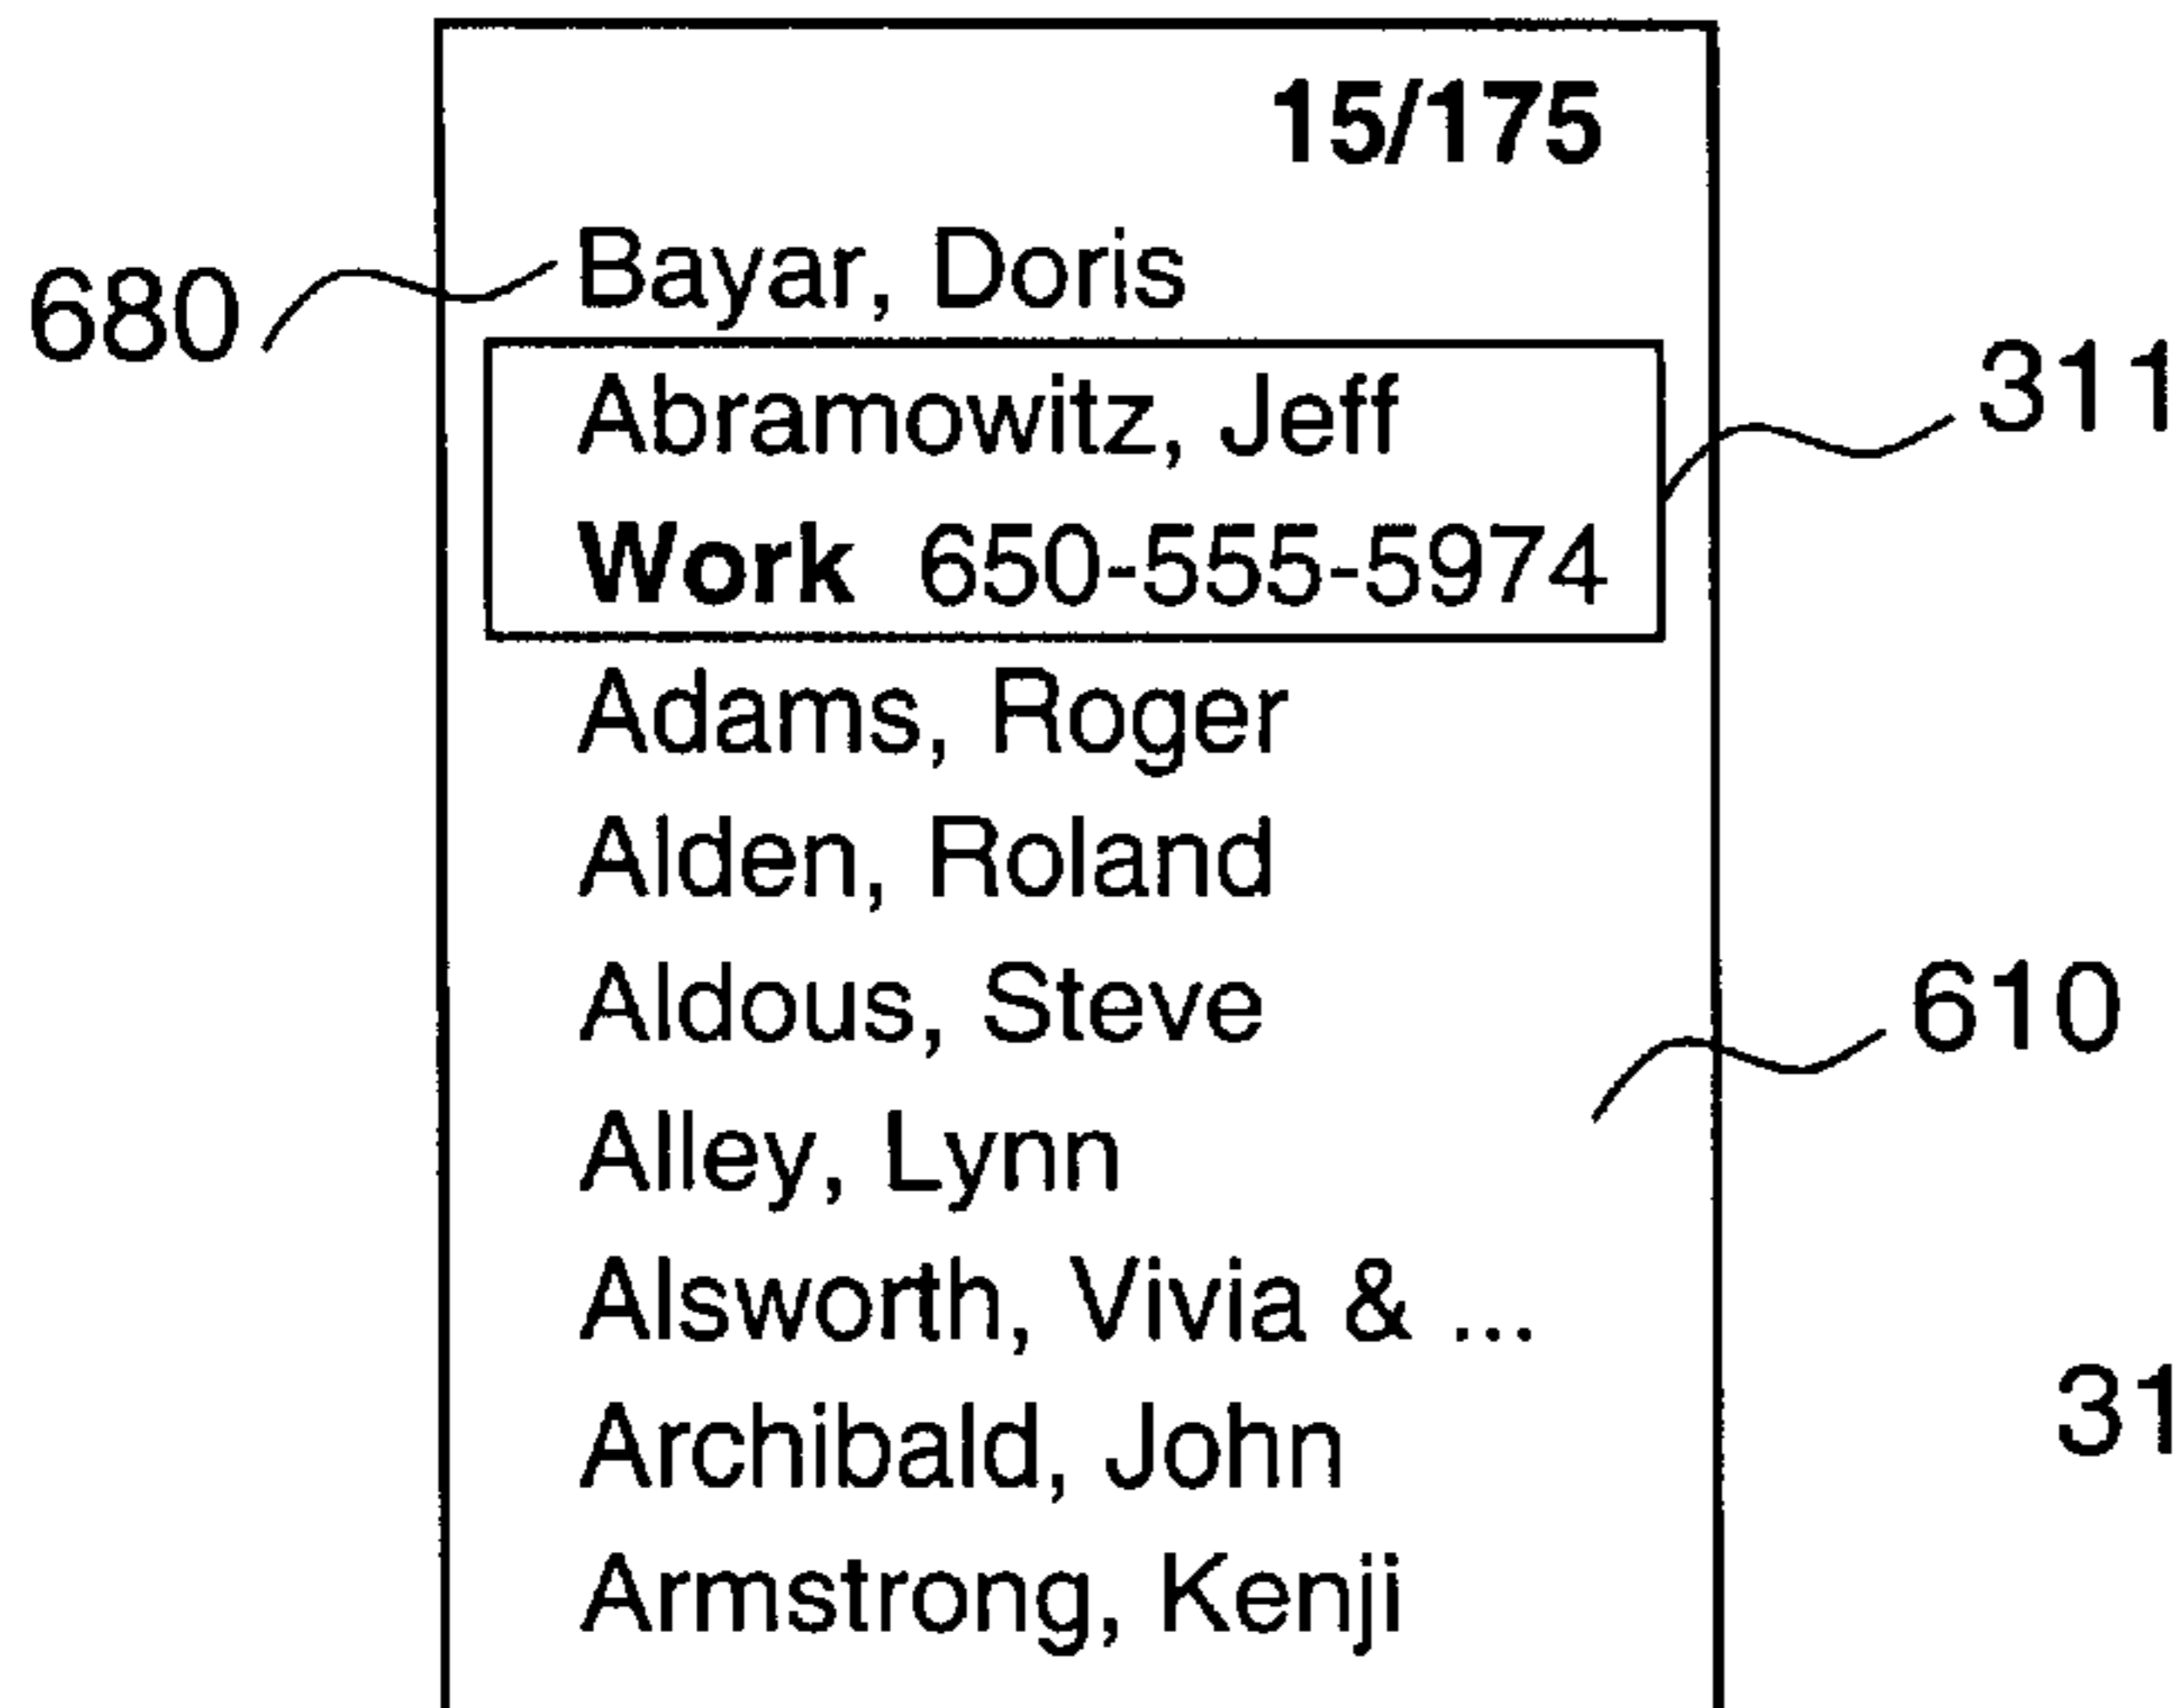 15/175
680 Bayar, Doris
Abramowitz, Jeff 311
Work 650-555-5974
Adams, Roger
Alden, Roland
Aldous, Steve 610
Alley, Lynn
Alsworth, Vivia & ...
Archibald, John 31
Armstrong, Kenji